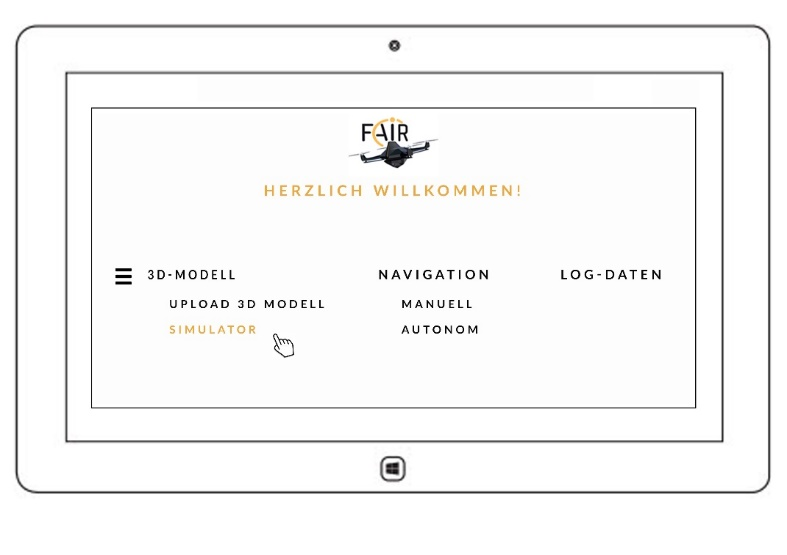 FAIR
HERZLICH WILLKOMMEN!
3D-MODELL NAVIGATION LOG-DATEN
UPLOAD 3D MODELL MANUELL
SIMULATOR AUTONOM